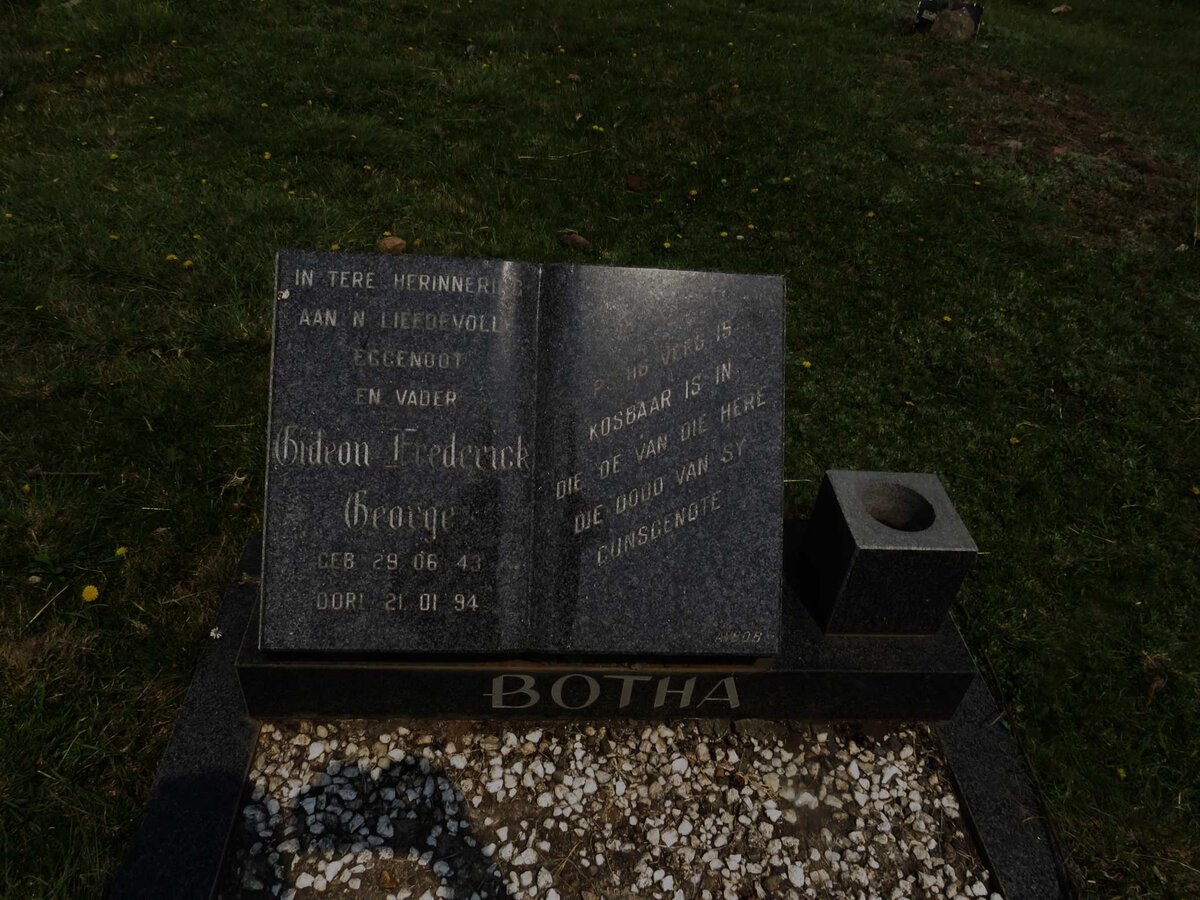 IN TERE HERINNERING
AAN 'N LIEFDEVOLLE
EGGENOOT
EN VADER
Gideon Frederick
George
GEB 29 06 43
OORL 21 01 94
PS 116 VERS IS
KOSBAAR IS IN
DIE OË VAN DIE HERE
DIE DOOD VAN SY
GUNSGENOTE
BOTHA